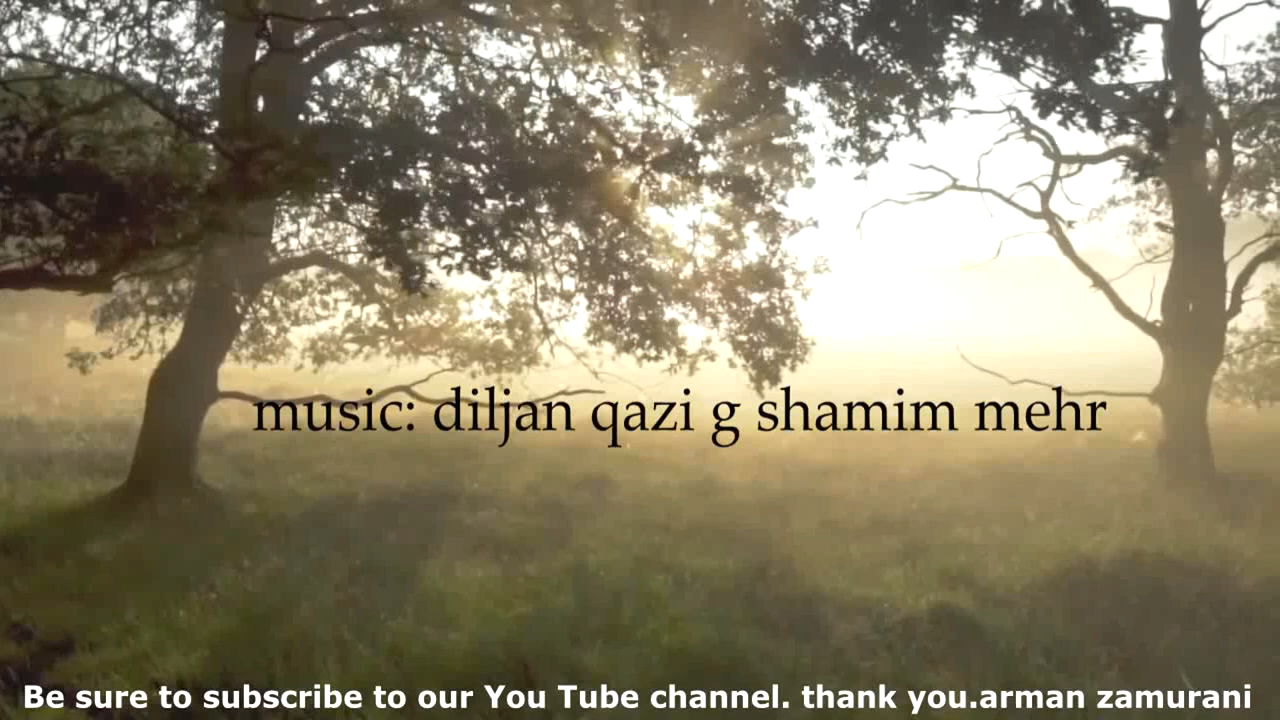 music: diljan qazi g shamim mehr
Be sure to subscribe to our You Tube channel. thank you.arman zamurani